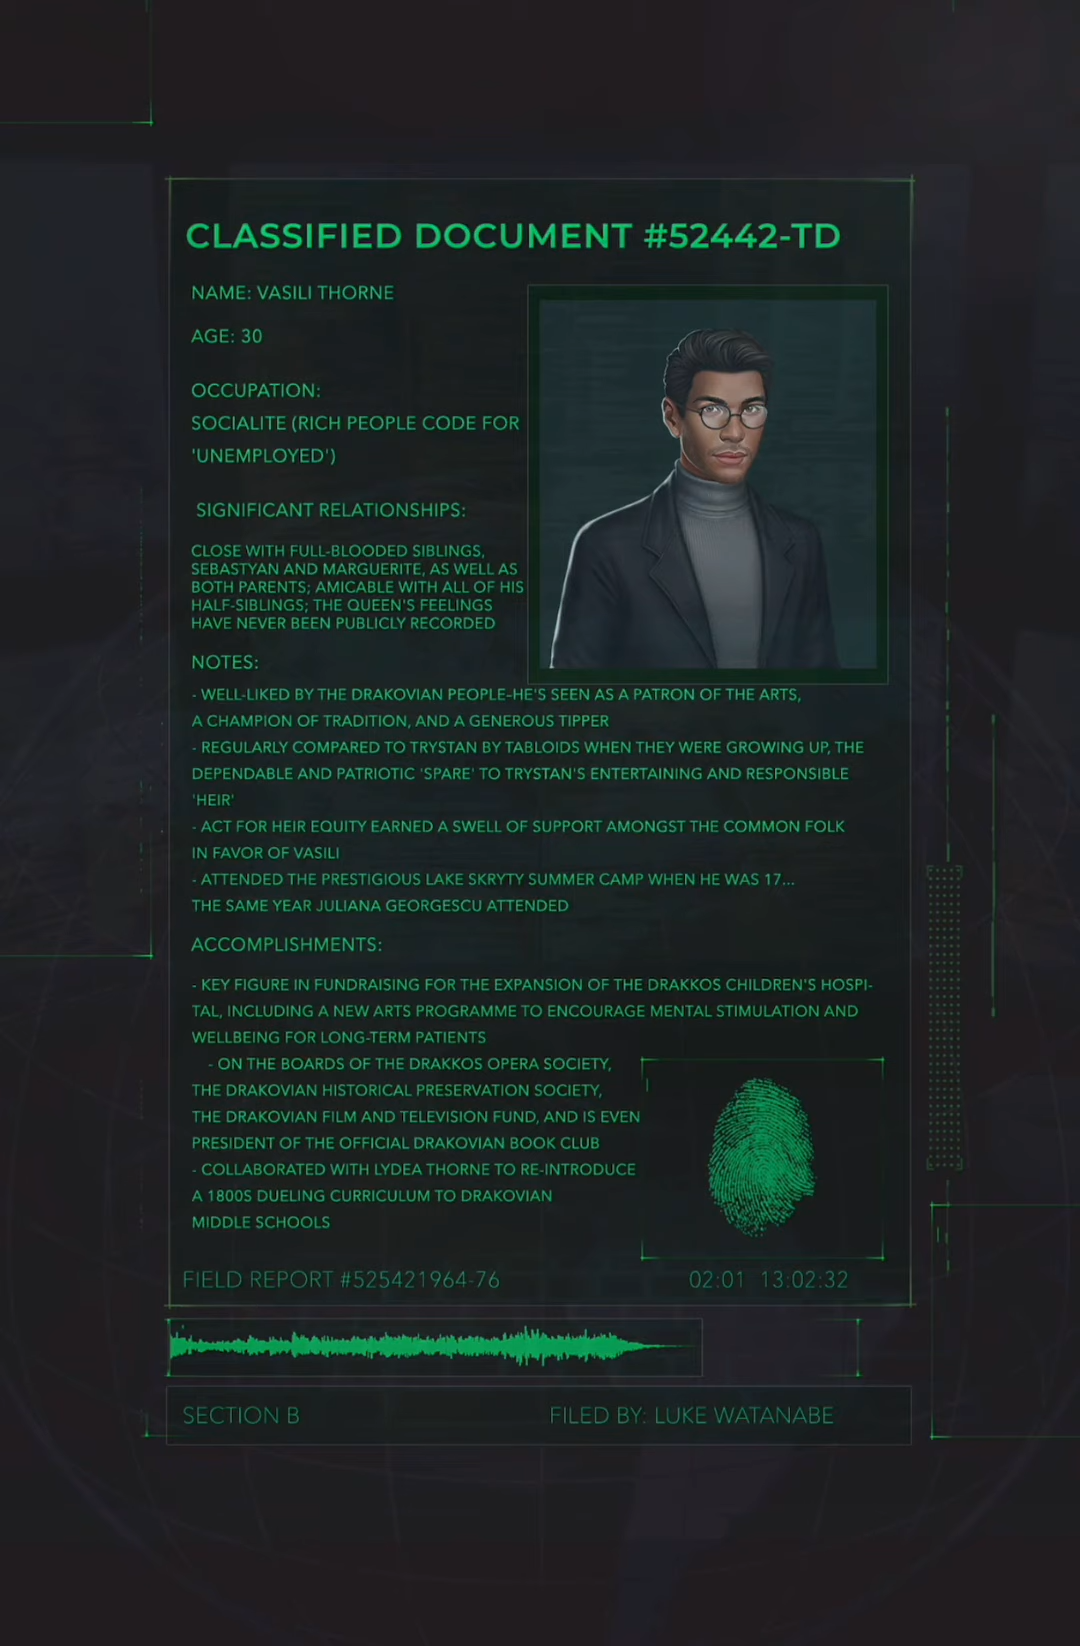 CLASSIFIED DOCUMENT #52442-TD
NAME: VASILI THORNE
AGE: 30
OCCUPATION:
SOCIALITE (RICH PEOPLE CODE FOR
'UNEMPLOYED')
SIGNIFICANT RELATIONSHIPS:
CLOSE WITH FULL-BLOODED SIBLINGS,
SEBASTYAN AND MARGUERITE, AS WELL AS
BOTH PARENTS; AMICABLE WITH ALL OF HIS
HALF-SIBLINGS; THE QUEEN'S FEELINGS
HAVE NEVER BEEN PUBLICLY RECORDED
NOTES:
- WELL-LIKED BY THE DRAKOVIAN PEOPLE–HE'S SEEN AS A PATRON OF THE ARTS,
A CHAMPION OF TRADITION, AND A GENEROUS TIPPER
- REGULARLY COMPARED TO TRYSTAN BY TABLOIDS WHEN THEY WERE GROWING UP, THE
DEPENDABLE AND PATRIOTIC 'SPARE' TO TRYSTAN'S ENTERTAINING AND RESPONSIBLE
'HEIR'
- ACT FOR HEIR EQUITY EARNED A SWELL OF SUPPORT AMONGST THE COMMON FOLK
IN FAVOR OF VASILI
- ATTENDED THE PRESTIGIOUS LAKE SKRYTY SUMMER CAMP WHEN HE WAS 17...
THE SAME YEAR JULIANA GEORGESCU ATTENDED
ACCOMPLISHMENTS:
- KEY FIGURE IN FUNDRAISING FOR THE EXPANSION OF THE DRAKKOS CHILDREN'S HOSPI-
TAL, INCLUDING A NEW ARTS PROGRAMME TO ENCOURAGE MENTAL STIMULATION AND
WELLBEING FOR LONG-TERM PATIENTS
- ON THE BOARDS OF THE DRAKKOS OPERA SOCIETY,
THE DRAKOVIAN HISTORICAL PRESERVATION SOCIETY,
THE DRAKOVIAN FILM AND TELEVISION FUND, AND IS EVEN
PRESIDENT OF THE OFFICIAL DRAKOVIAN BOOK CLUB
- COLLABORATED WITH LYDEA THORNE TO RE-INTRODUCE
A 1800S DUELING CURRICULUM TO DRAKOVIAN
MIDDLE SCHOOLS
FIELD REPORT #525421964-76
02:01 13:02:32
SECTION B
FILED BY: LUKE WATANABE